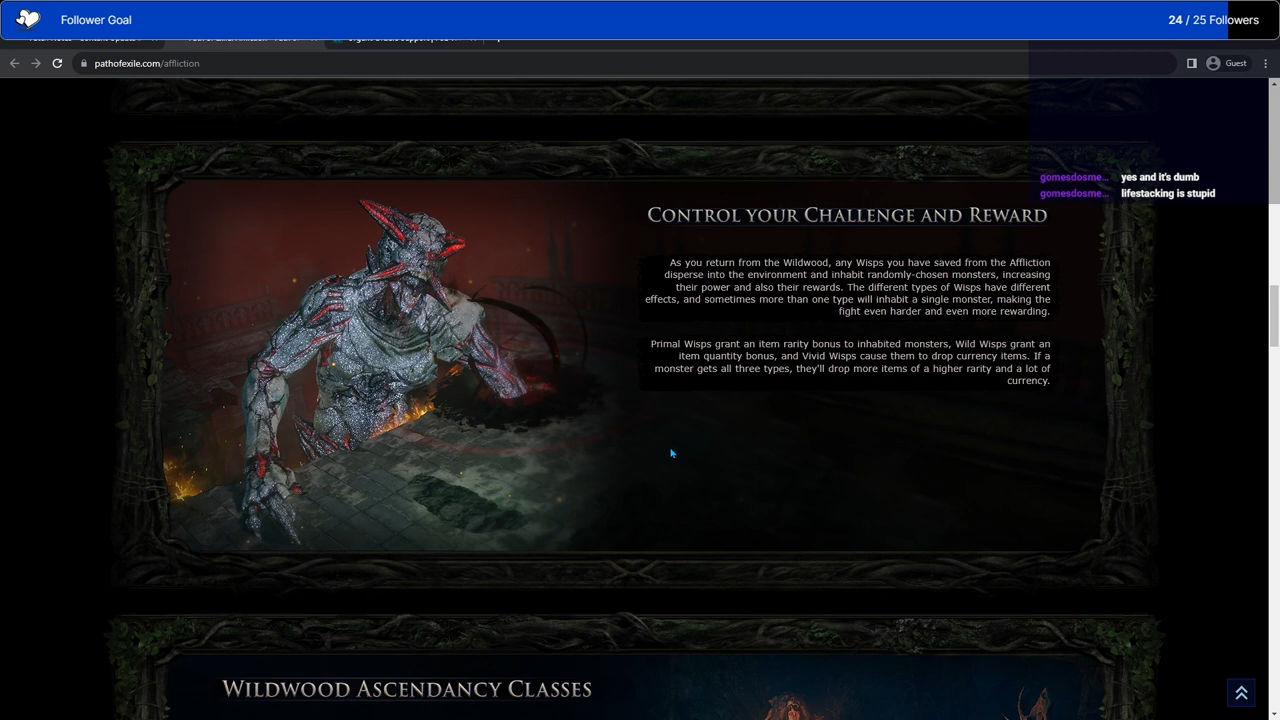 Follower Goal
24 / 25 Followers
pathofexile.com/affliction
Guest
gomesdosme... yes and it's dumb
gomesdosme... lifestacking is stupid
Control your Challenge and Reward
As you return from the Wildwood, any Wisps you have saved from the Affliction
disperse into the environment and inhabit randomly-chosen monsters, increasing
their power and also their rewards. The different types of Wisps have different
effects, and sometimes more than one type will inhabit a single monster, making the
fight even harder and even more rewarding.
Primal Wisps grant an item rarity bonus to inhabited monsters, Wild Wisps grant an
item quantity bonus, and Vivid Wisps cause them to drop currency items. If a
monster gets all three types, they'll drop more items of a higher rarity and a lot of
currency.
Wildwood Ascendancy Classes